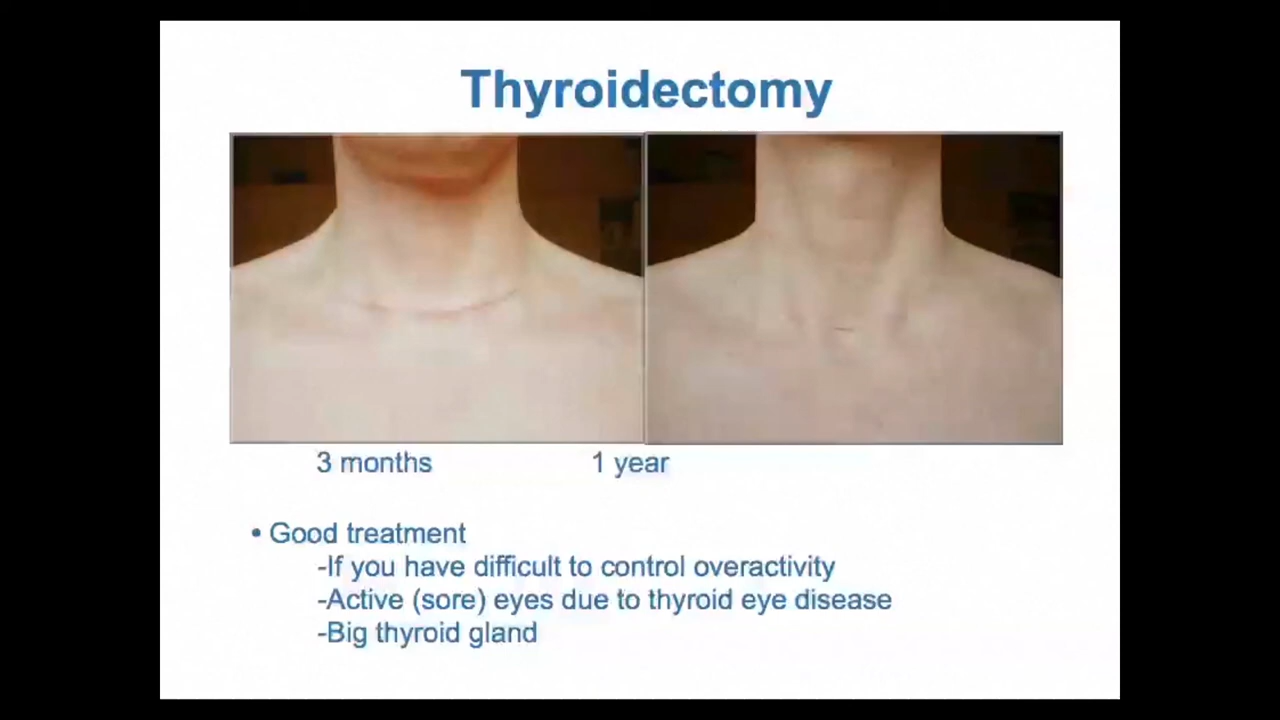 Thyroidectomy
3 months
1 year
• Good treatment
-If you have difficult to control overactivity
-Active (sore) eyes due to thyroid eye disease
-Big thyroid gland